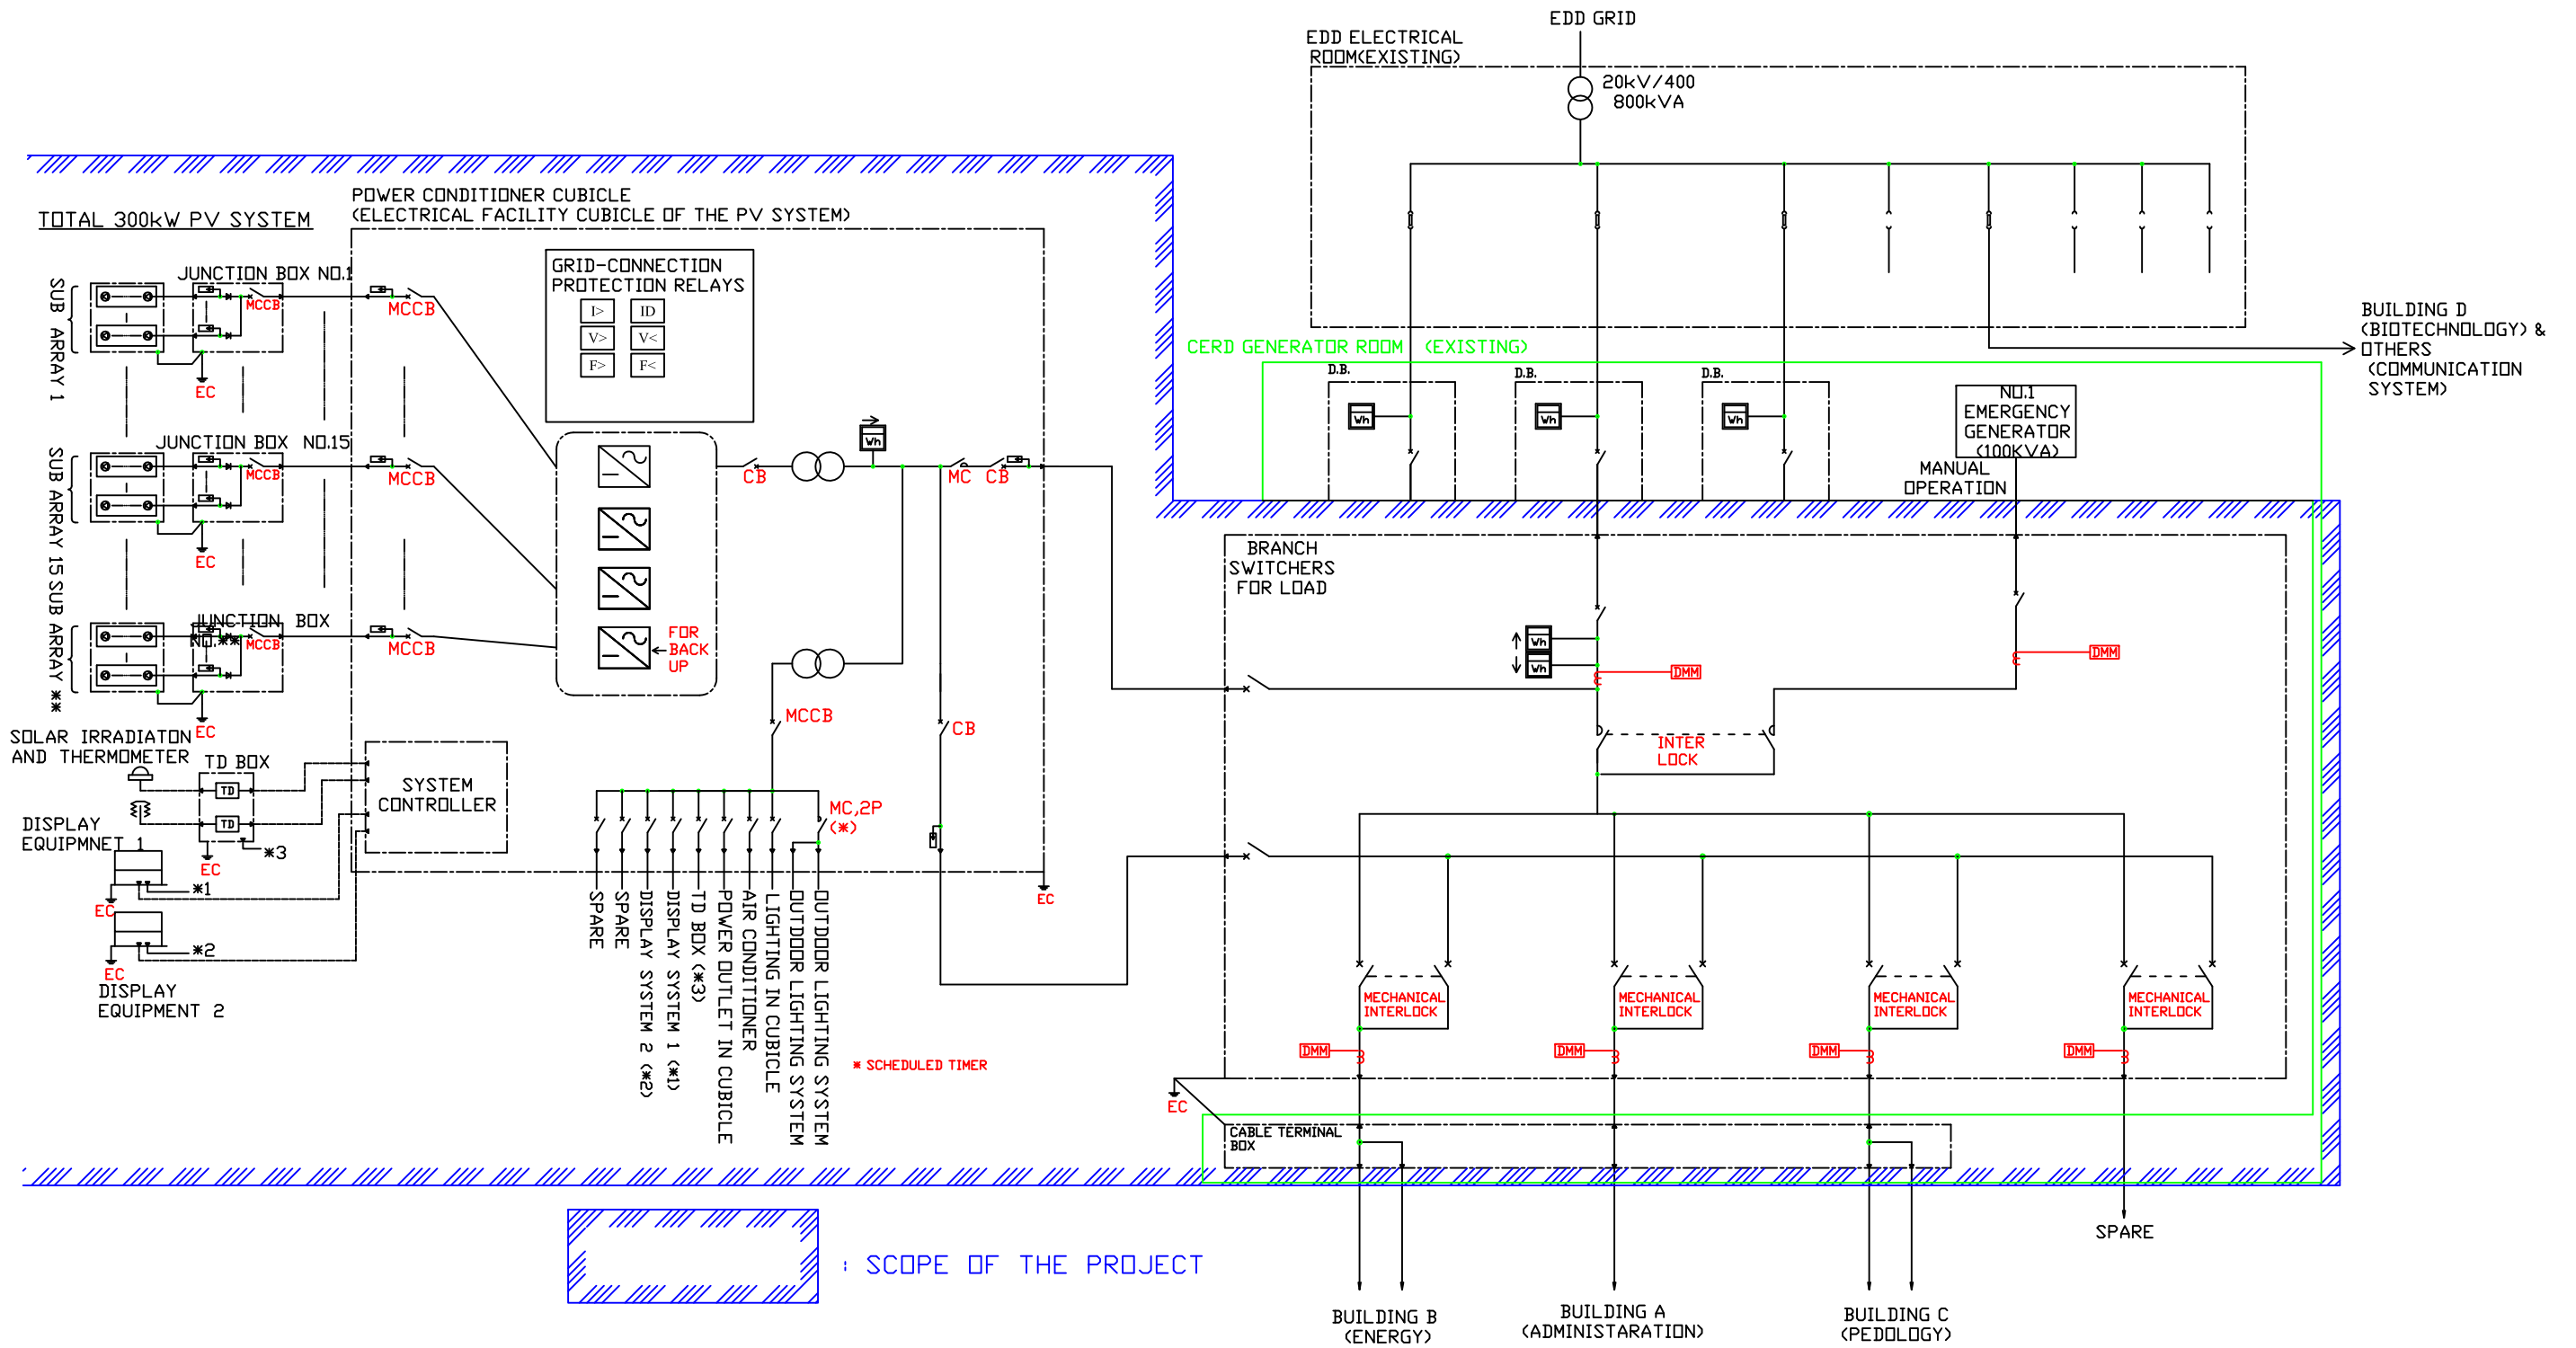 EDD GRID
EDD ELECTRICAL
ROOM(EXISTING)
20kV/400
800kVA
POWER CONDITIONER CUBICLE
(ELECTRICAL FACILITY CUBICLE OF THE PV SYSTEM)
TOTAL 300kW PV SYSTEM
GRID-CONNECTION
PROTECTION RELAYS
I> ID
V> V<
F> F<
SUB ARRAY 1
JUNCTION BOX NO.1
MCCB
MCCB
EC
SUB ARRAY 15
JUNCTION BOX NO.15
MCCB
MCCB
EC
SUB ARRAY **
JUNCTION BOX
NO.**
MCCB
MCCB
EC
FOR
BACK
UP
CB
Wh
MC CB
MCCB
CB
MC,2P
(*)
SOLAR IRRADIATON
AND THERMOMETER
TD BOX
TD
TD
*3
EC
SYSTEM
CONTROLLER
DISPLAY
EQUIPMNET 1
*1
EC
*2
EC
DISPLAY
EQUIPMENT 2
SPARE
SPARE
DISPLAY SYSTEM 2 (*2)
DISPLAY SYSTEM 1 (*1)
TD BOX (*3)
POWER OUTLET IN CUBICLE
AIR CONDITIONER
LIGHTING IN CUBICLE
OUTDOOR LIGHTING SYSTEM
OUTDOOR LIGHTING SYSTEM
EC
* SCHEDULED TIMER
CERD GENERATOR ROOM (EXISTING)
D.B.
Wh
D.B.
Wh
D.B.
Wh
NO.1
EMERGENCY
GENERATOR
(100KVA)
MANUAL
OPERATION
BUILDING D
(BIOTECHNOLOGY) &
OTHERS
(COMMUNICATION
SYSTEM)
BRANCH
SWITCHERS
FOR LOAD
Wh
Wh
DMM
DMM
INTER
LOCK
MECHANICAL
INTERLOCK
MECHANICAL
INTERLOCK
MECHANICAL
INTERLOCK
MECHANICAL
INTERLOCK
DMM
DMM
DMM
DMM
EC
CABLE TERMINAL
BOX
SPARE
BUILDING B
(ENERGY)
BUILDING A
(ADMINISTARATION)
BUILDING C
(PEDOLOGY)
: SCOPE OF THE PROJECT